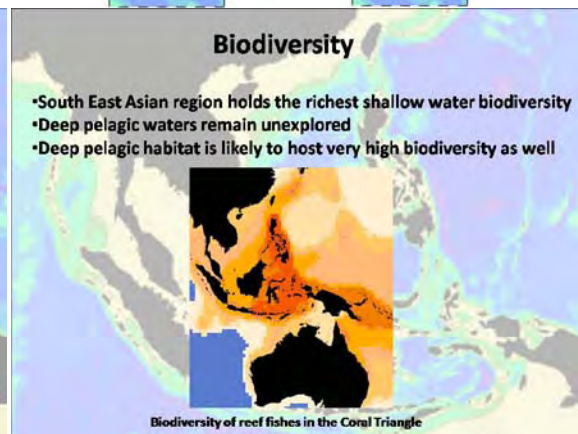 Biodiversity
•South East Asian region holds the richest shallow water biodiversity
•Deep pelagic waters remain unexplored
•Deep pelagic habitat is likely to host very high biodiversity as well
Biodiversity of reef fishes in the Coral Triangle